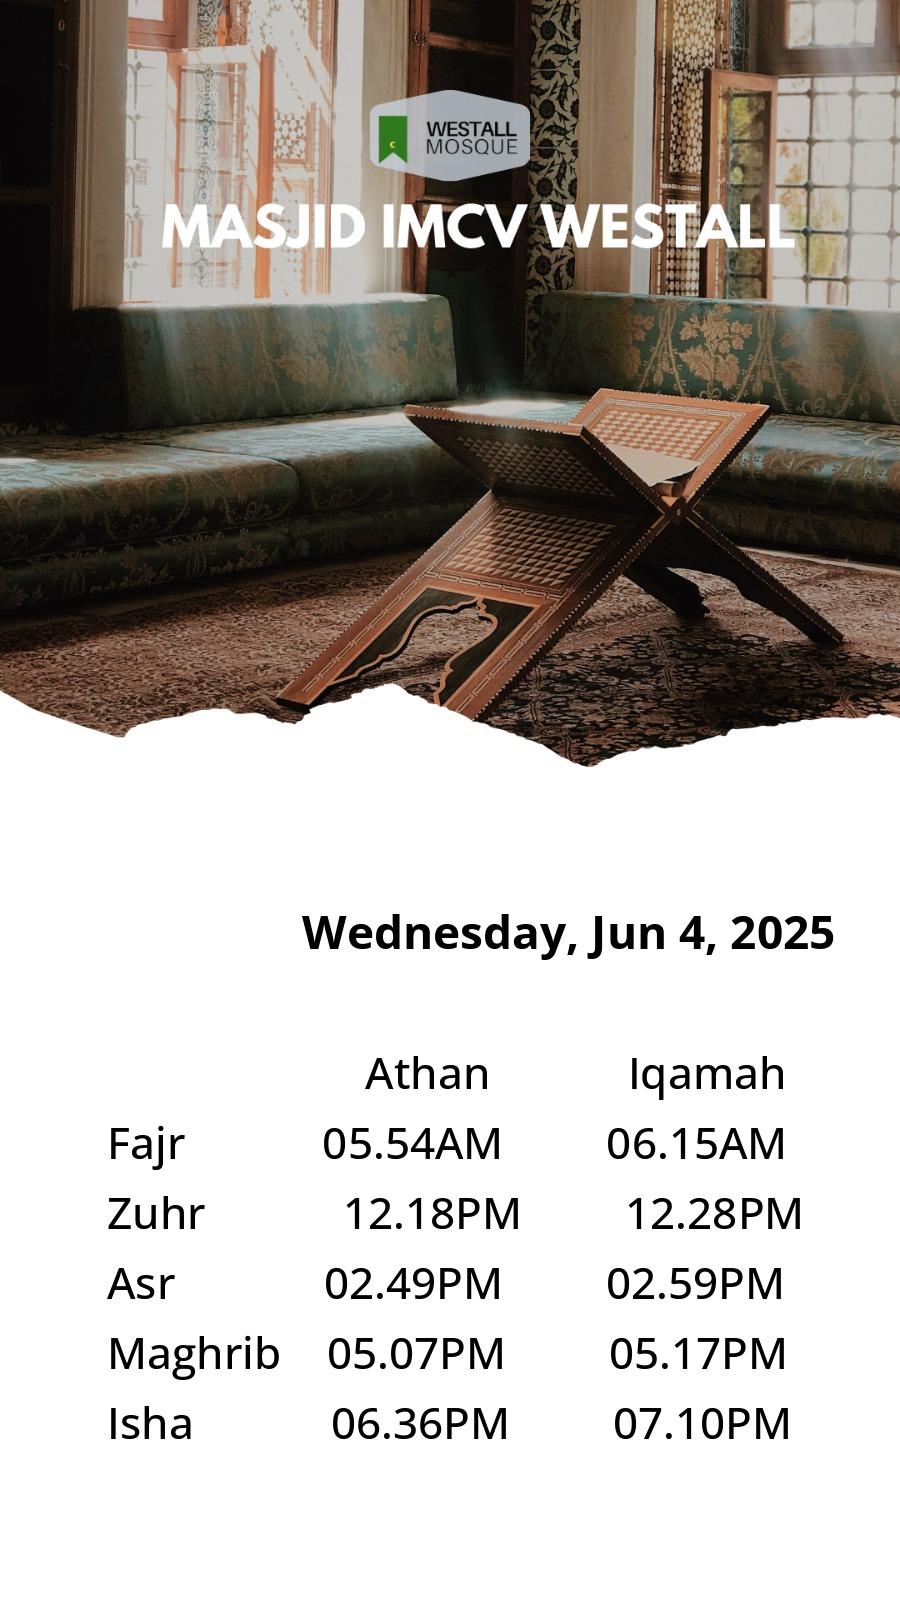 WESTALL
MOSQUE
MASJID IMCV WESTALL
Wednesday, Jun 4, 2025
Athan Iqamah
Fajr 05.54AM 06.15AM
Zuhr 12.18PM 12.28PM
Asr 02.49PM 02.59PM
Maghrib 05.07PM 05.17PM
Isha 06.36PM 07.10PM